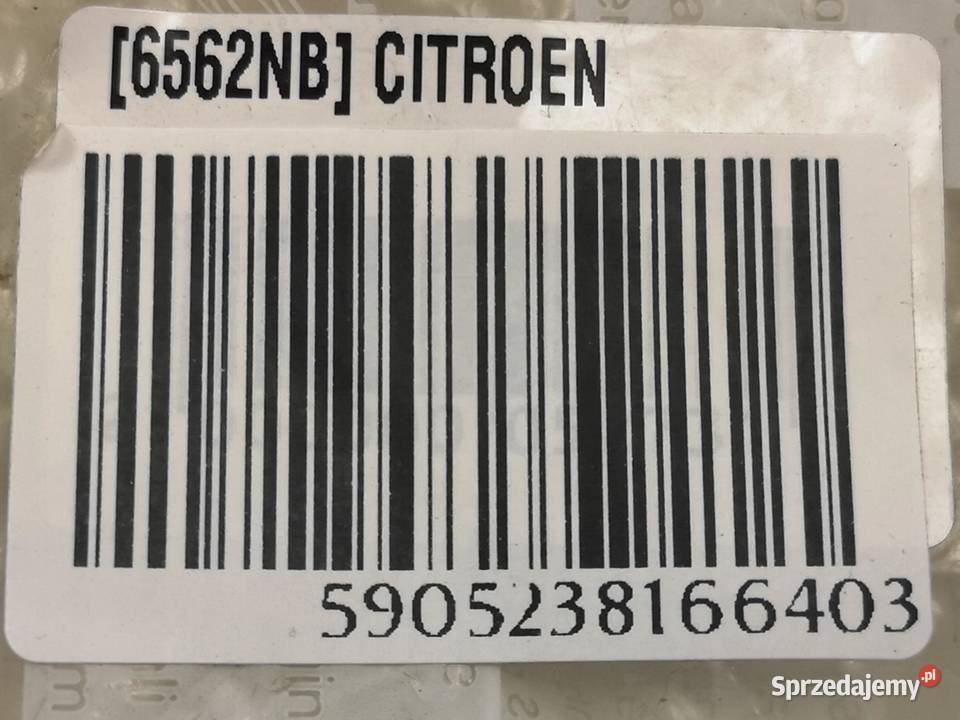 [6562NB] CITROEN
5905238166403
Sprzedajemy.pl